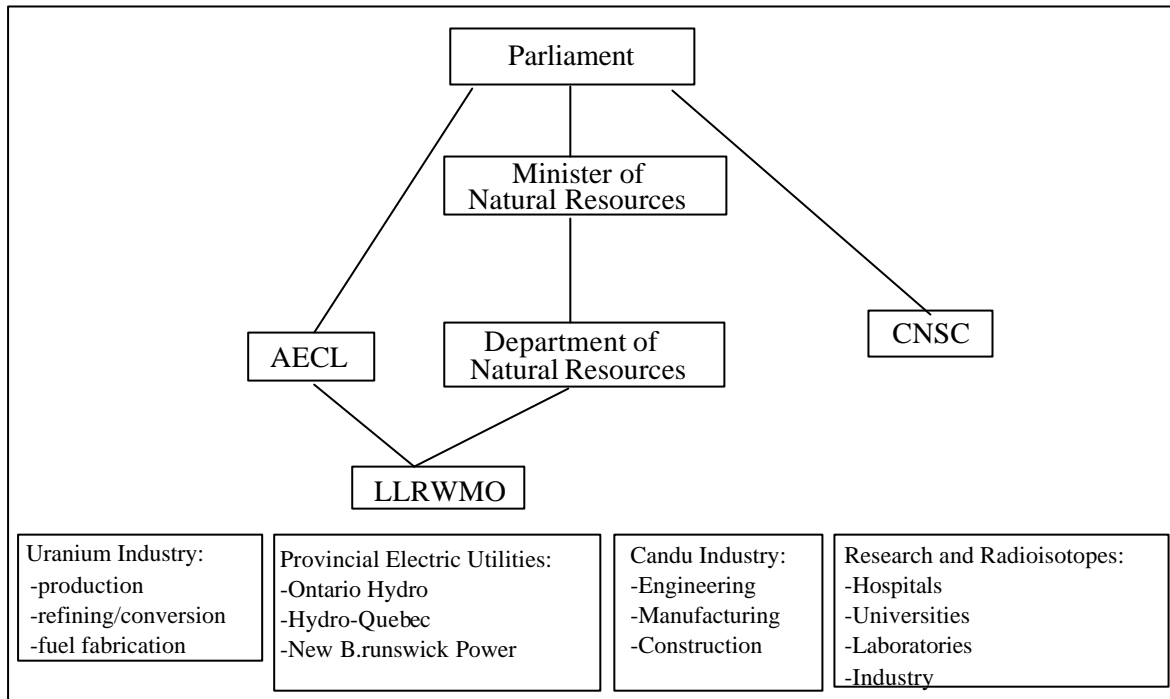 Parliament
Minister of
Natural Resources
AECL
Department of
Natural Resources
CNSC
LLRWMO
Uranium Industry:
-production
-refining/conversion
-fuel fabrication
Provincial Electric Utilities:
-Ontario Hydro
-Hydro-Quebec
-New B.runswick Power
Candu Industry:
-Engineering
-Manufacturing
-Construction
Research and Radioisotopes:
-Hospitals
-Universities
-Laboratories
-Industry